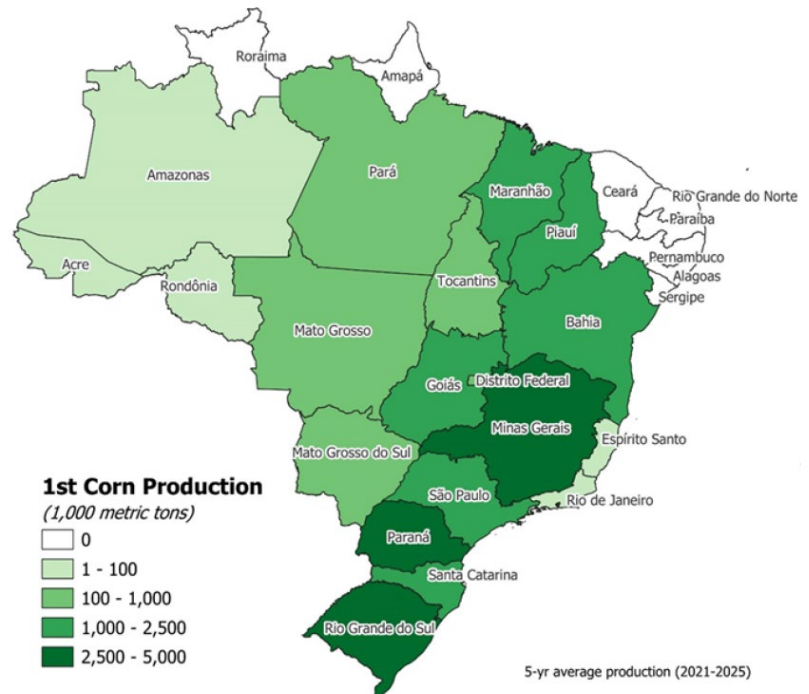 Roraima
Amapá
Amazonas
Pará
Maranhão
Ceará
Rio Grande do Norte
Paraíba
Piauí
Pernambuco
Acre
Rondônia
Tocantins
Alagoas
Sergipe
Mato Grosso
Bahia
Goiás
Distrito Federal
Minas Gerais
Espírito Santo
Mato Grosso do Sul
São Paulo
Rio de Janeiro
Paraná
Santa Catarina
Rio Grande do Sul
1st Corn Production
(1,000 metric tons)
0
1 - 100
100 - 1,000
1,000 - 2,500
2,500 - 5,000
5-yr average production (2021-2025)